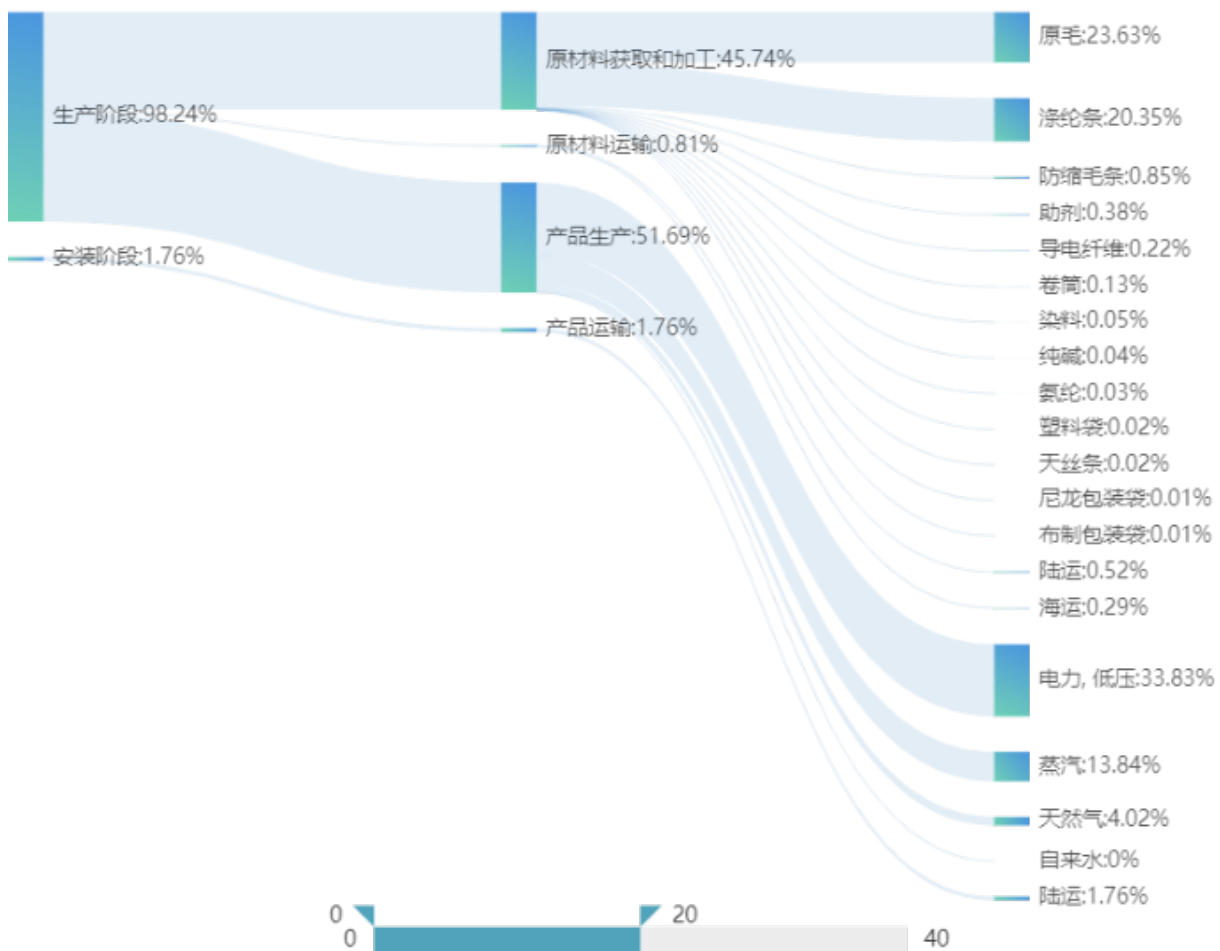 生产阶段:98.24%
安装阶段:1.76%
原材料获取和加工:45.74%
原材料运输:0.81%
产品生产:51.69%
产品运输:1.76%
原毛:23.63%
涤纶条:20.35%
防缩毛条:0.85%
助剂:0.38%
导电纤维:0.22%
卷筒:0.13%
染料:0.05%
纯碱:0.04%
氨纶:0.03%
塑料袋:0.02%
天丝条:0.02%
尼龙包装袋:0.01%
布制包装袋:0.01%
陆运:0.52%
海运:0.29%
电力, 低压:33.83%
蒸汽:13.84%
天然气:4.02%
自来水:0%
陆运:1.76%
0 20
0 40